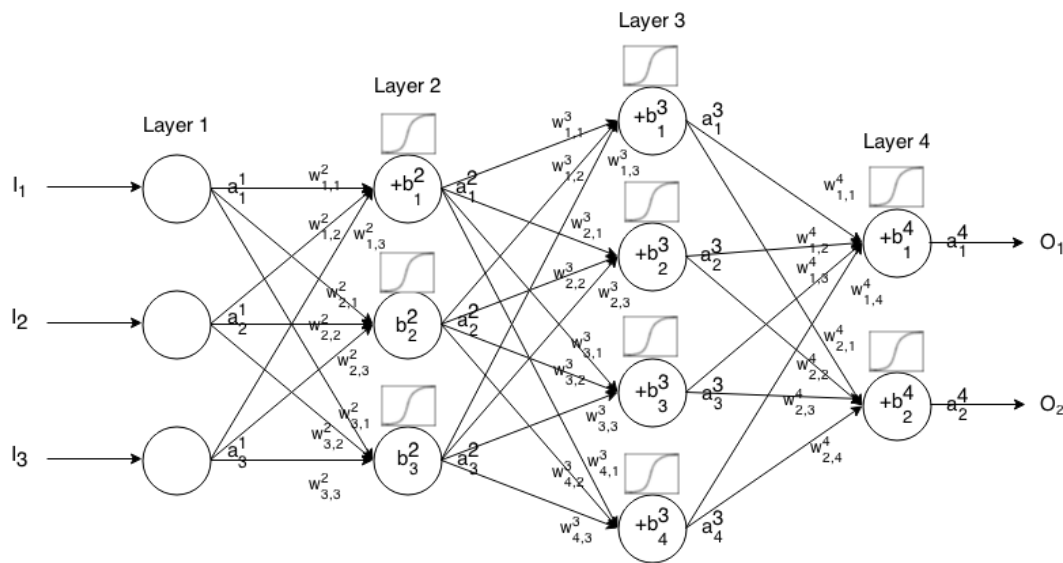 Layer 1
Layer 2
Layer 3
Layer 4
I₁
I₂
I₃
a¹₁
a¹₂
a¹₃
w²₁,₁
w²₁,₂
w²₁,₃
w²₂,₁
w²₂,₂
w²₂,₃
w²₃,₁
w²₃,₂
w²₃,₃
+b²₁
b²₂
b²₃
a²₁
a²₂
a²₃
w³₁,₁
w³₁,₂
w³₁,₃
w³₂,₁
w³₂,₂
w³₂,₃
w³₃,₁
w³₃,₂
w³₃,₃
w³₄,₁
w³₄,₂
w³₄,₃
+b³₁
+b³₂
+b³₃
+b³₄
a³₁
a³₂
a³₃
a³₄
w⁴₁,₁
w⁴₁,₂
w⁴₁,₃
w⁴₁,₄
w⁴₂,₁
w⁴₂,₂
w⁴₂,₃
w⁴₂,₄
+b⁴₁
+b⁴₂
a⁴₁
a⁴₂
O₁
O₂